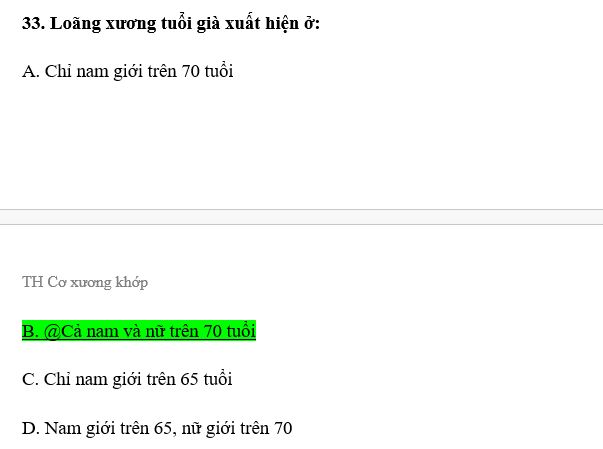 33. Loãng xương tuổi già xuất hiện ở:
A. Chỉ nam giới trên 70 tuổi
TH Cơ xương khớp
B. @Cả nam và nữ trên 70 tuổi
C. Chỉ nam giới trên 65 tuổi
D. Nam giới trên 65, nữ giới trên 70